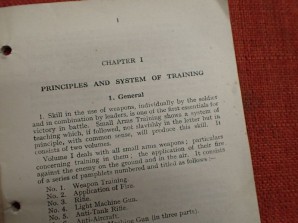 1
CHAPTER I
PRINCIPLES AND SYSTEM OF TRAINING
1. General
1. Skill in the use of weapons, individually by the soldier
and in combination by leaders, is one of the first essentials for
victory in battle. Small Arms Training shows a system of
teaching which, if followed, not slavishly in the letter but in
principle, with common sense, will produce this skill. It
consists of two volumes.
Volume I deals with all small arms weapons; particulars
concerning training in them; the application of their fire
against the enemy on the ground and in the air. It consists
of a series of pamphlets numbered and titled as follows:—
No. 1. Weapon Training
No. 2. Application of Fire.
No. 3. Rifle.
No. 4. Light Machine Gun.
No. 5. Anti-Tank Rifle.
Anti-Aircraft.
Gun (in three parts).